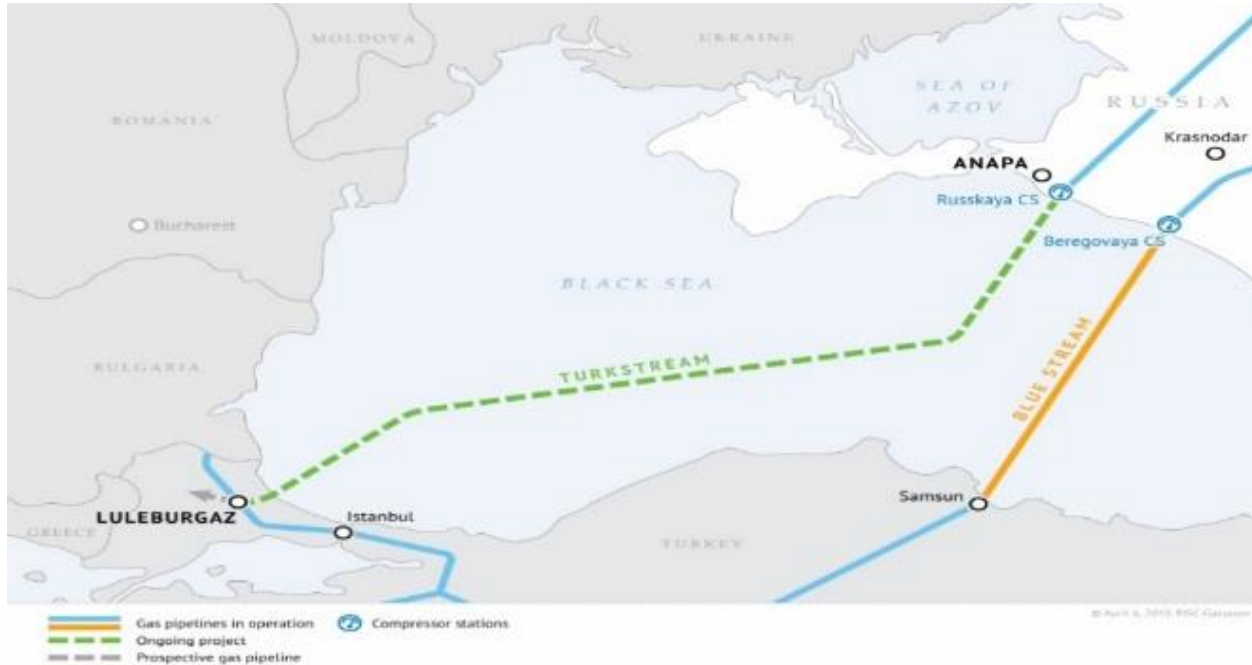 MOLDOVA
UKRAINE
SEA OF
AZOV
RUSSIA
ROMANIA
Krasnodar
ANAPA
Russkaya CS
Bucharest
Beregovaya CS
BLACK SEA
BULGARIA
TURKSTREAM
BLUE STREAM
Samsun
LULEBURGAZ
Istanbul
GREECE
TURKEY
Gas pipelines in operation
Compressor stations
Ongoing project
Prospective gas pipeline